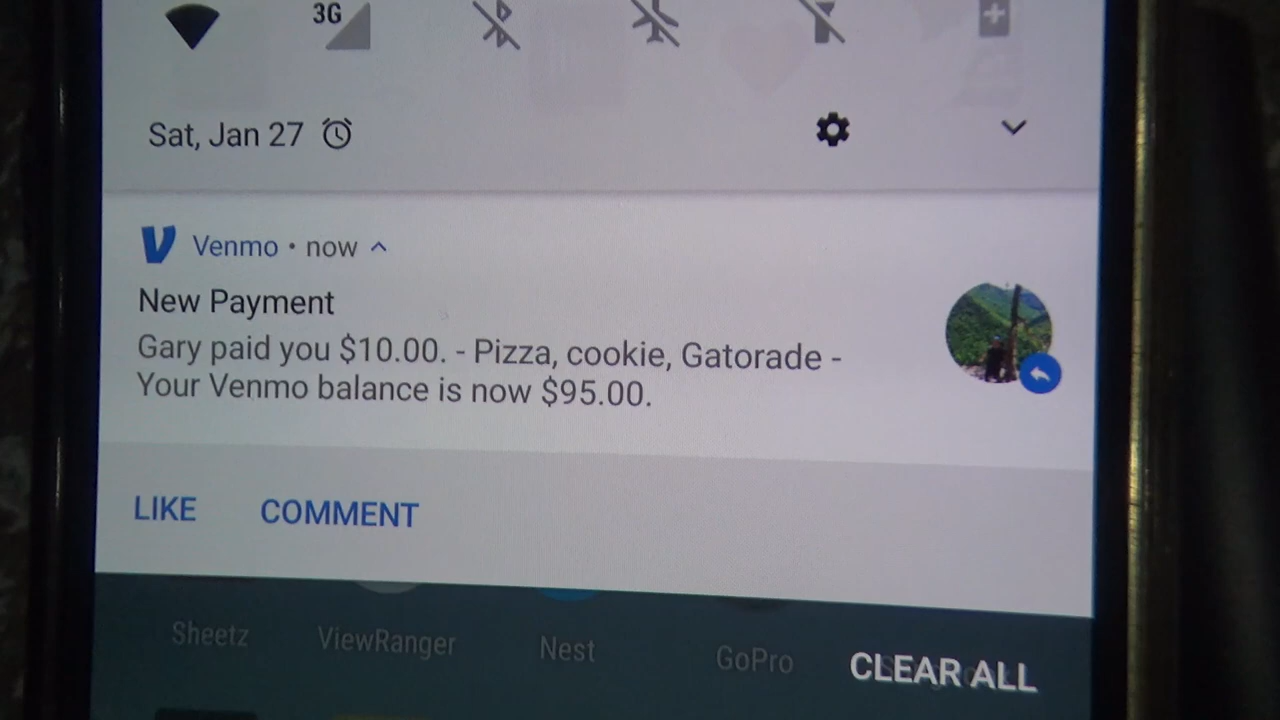 3G
Sat, Jan 27
Venmo • now
New Payment
Gary paid you $10.00. - Pizza, cookie, Gatorade -
Your Venmo balance is now $95.00.
LIKE COMMENT
Sheetz ViewRanger Nest GoPro CLEAR ALL